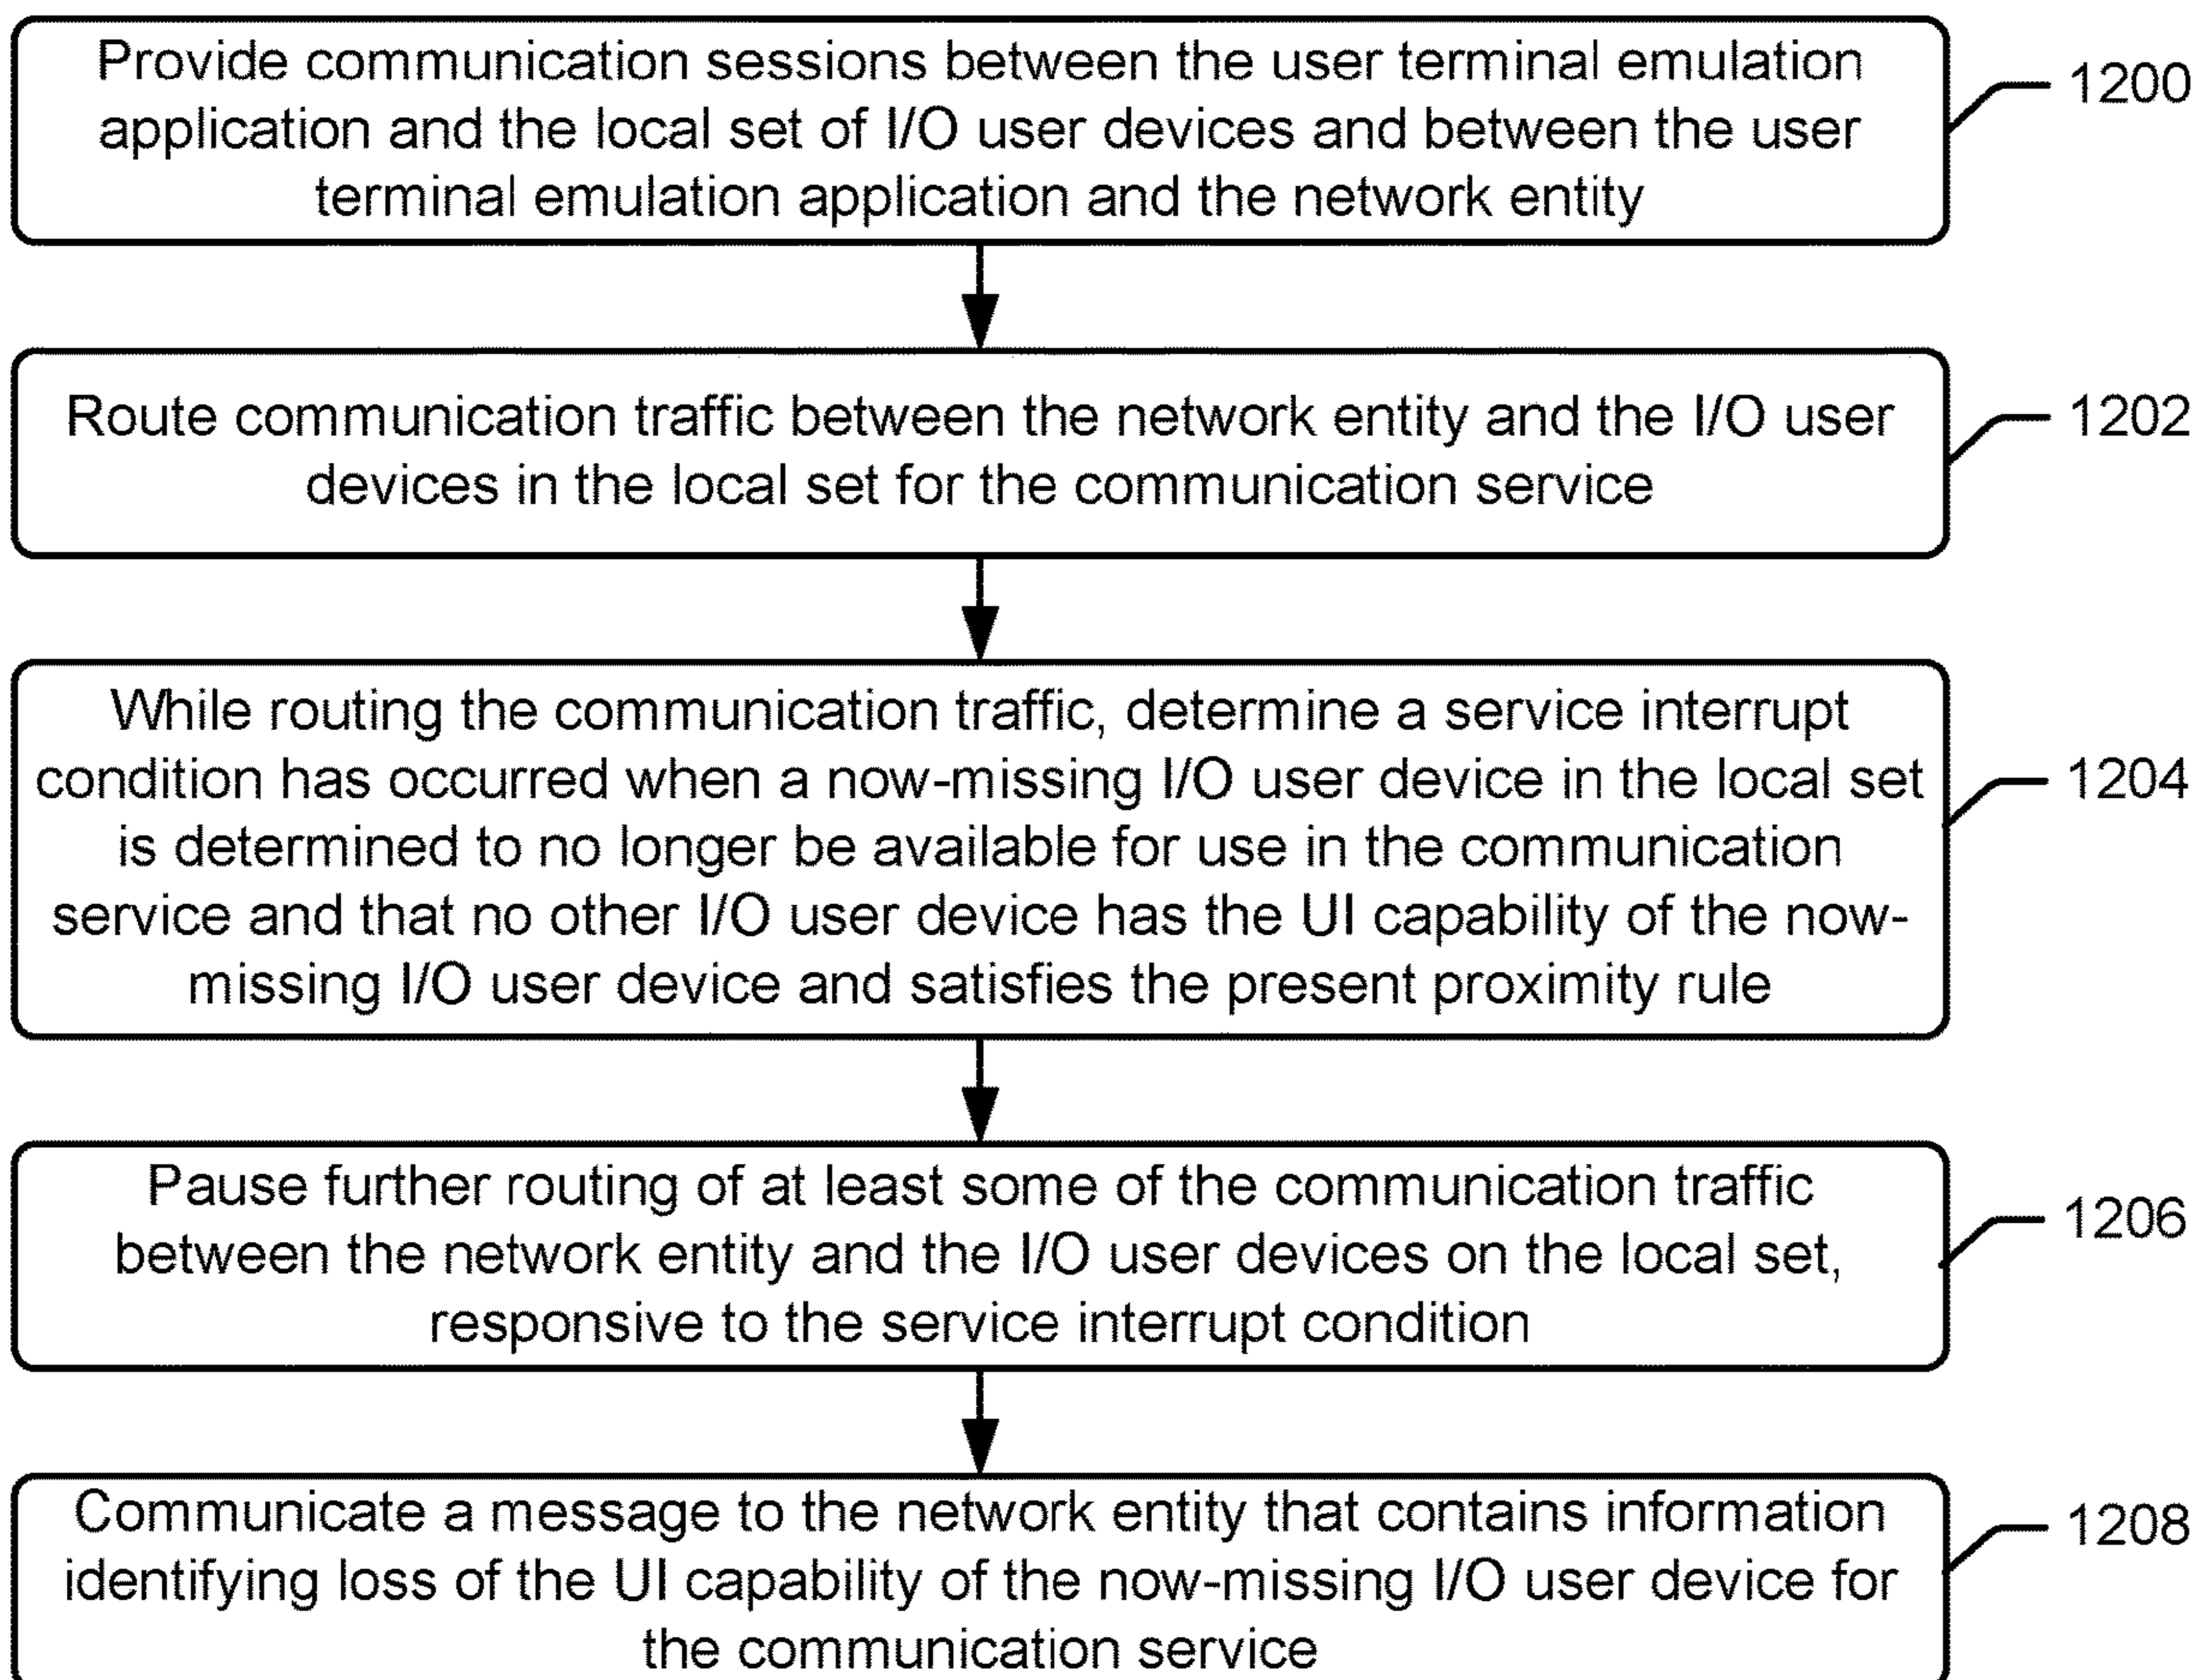 Provide communication sessions between the user terminal emulation
application and the local set of I/O user devices and between the user
terminal emulation application and the network entity
1200
Route communication traffic between the network entity and the I/O user
devices in the local set for the communication service
1202
While routing the communication traffic, determine a service interrupt
condition has occurred when a now-missing I/O user device in the local set
is determined to no longer be available for use in the communication
service and that no other I/O user device has the UI capability of the now-
missing I/O user device and satisfies the present proximity rule
1204
Pause further routing of at least some of the communication traffic
between the network entity and the I/O user devices on the local set,
responsive to the service interrupt condition
1206
Communicate a message to the network entity that contains information
identifying loss of the UI capability of the now-missing I/O user device for
the communication service
1208